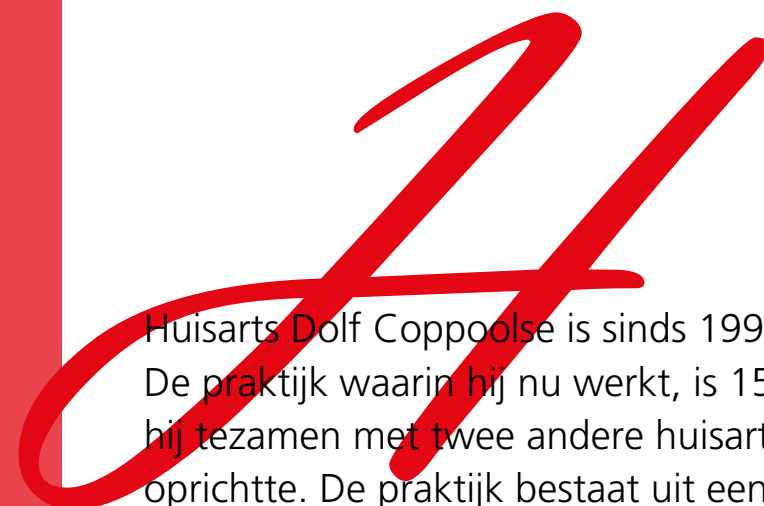 H
Huisarts Dolf Coppoolse is sinds 199
De praktijk waarin hij nu werkt, is 15
hij tezamen met twee andere huisart
oprichtte. De praktijk bestaat uit een